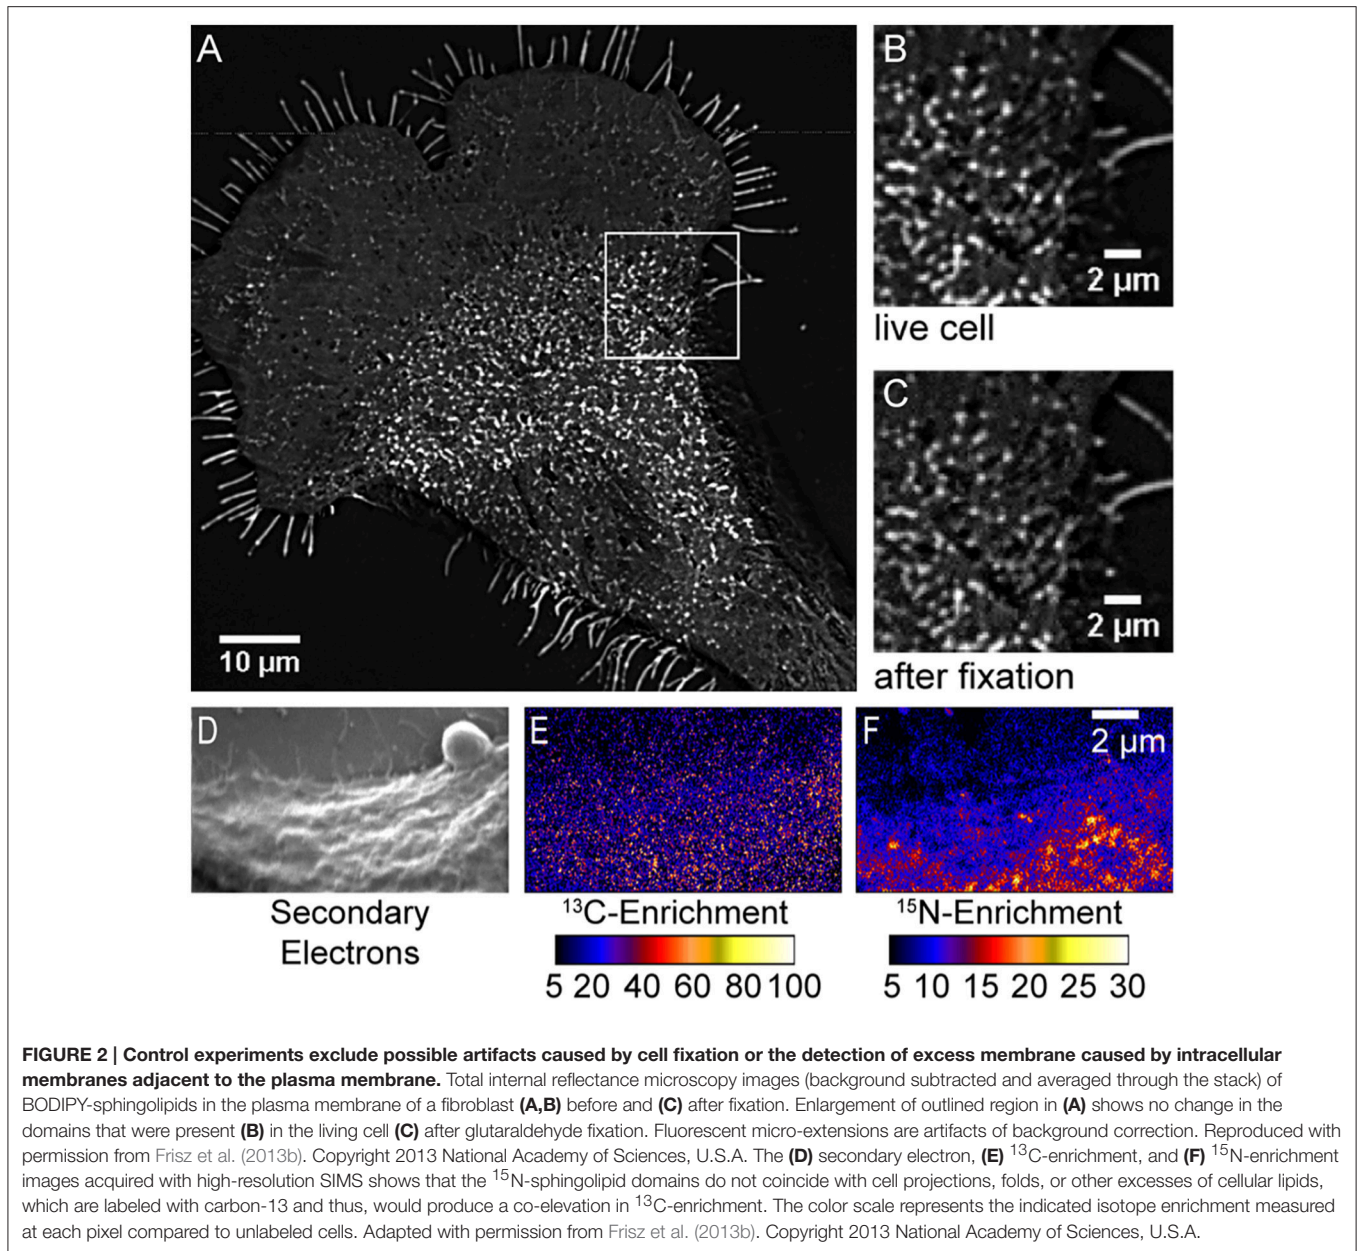 A
B
2 µm
live cell
C
2 µm
after fixation
10 µm
D
E
F
2 µm
Secondary
Electrons
¹³C-Enrichment
¹⁵N-Enrichment
5 20 40 60 80 100
5 10 15 20 25 30
FIGURE 2 | Control experiments exclude possible artifacts caused by cell fixation or the detection of excess membrane caused by intracellular
membranes adjacent to the plasma membrane. Total internal reflectance microscopy images (background subtracted and averaged through the stack) of
BODIPY-sphingolipids in the plasma membrane of a fibroblast (A,B) before and (C) after fixation. Enlargement of outlined region in (A) shows no change in the
domains that were present (B) in the living cell (C) after glutaraldehyde fixation. Fluorescent micro-extensions are artifacts of background correction. Reproduced with
permission from Frisz et al. (2013b). Copyright 2013 National Academy of Sciences, U.S.A. The (D) secondary electron, (E) ¹³C-enrichment, and (F) ¹⁵N-enrichment
images acquired with high-resolution SIMS shows that the ¹⁵N-sphingolipid domains do not coincide with cell projections, folds, or other excesses of cellular lipids,
which are labeled with carbon-13 and thus, would produce a co-elevation in ¹³C-enrichment. The color scale represents the indicated isotope enrichment measured
at each pixel compared to unlabeled cells. Adapted with permission from Frisz et al. (2013b). Copyright 2013 National Academy of Sciences, U.S.A.